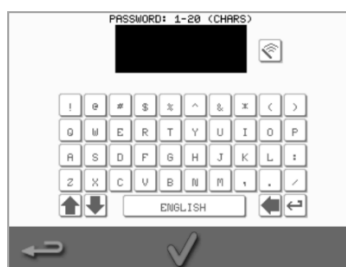 PASSWORD: 1-20 (CHARS)
! @ # $ % ^ & * ( )
Q W E R T Y U I O P
A S D F G H J K L :
Z X C V B N M , . /
ENGLISH